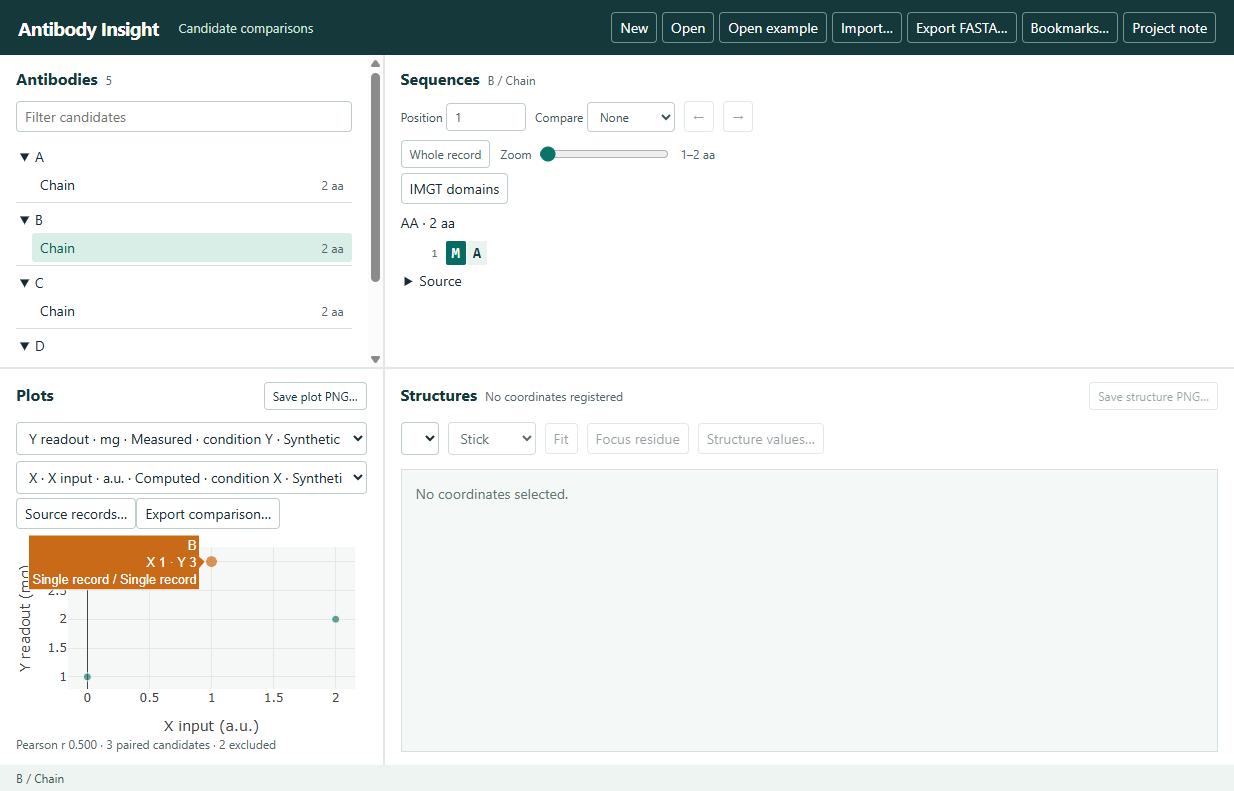 Antibody Insight Candidate comparisons New Open Open example Import... Export FASTA... Bookmarks... Project note
Antibodies 5
Filter candidates
▼ A
Chain 2 aa
▼ B
Chain 2 aa
▼ C
Chain 2 aa
▼ D
Sequences B / Chain
Position 1 Compare None ← →
Whole record Zoom 1–2 aa
IMGT domains
AA · 2 aa
1 M A
▶ Source
Plots Save plot PNG...
Y readout · mg · Measured · condition Y · Synthetic
X · X input · a.u. · Computed · condition X · Syntheti
Source records... Export comparison...
B
X 1 · Y 3
Single record / Single record
2.5
2
1.5
1
Y readout (mg)
0 0.5 1 1.5 2
X input (a.u.)
Pearson r 0.500 · 3 paired candidates · 2 excluded
Structures No coordinates registered Save structure PNG...
Stick Fit Focus residue Structure values...
No coordinates selected.
B / Chain